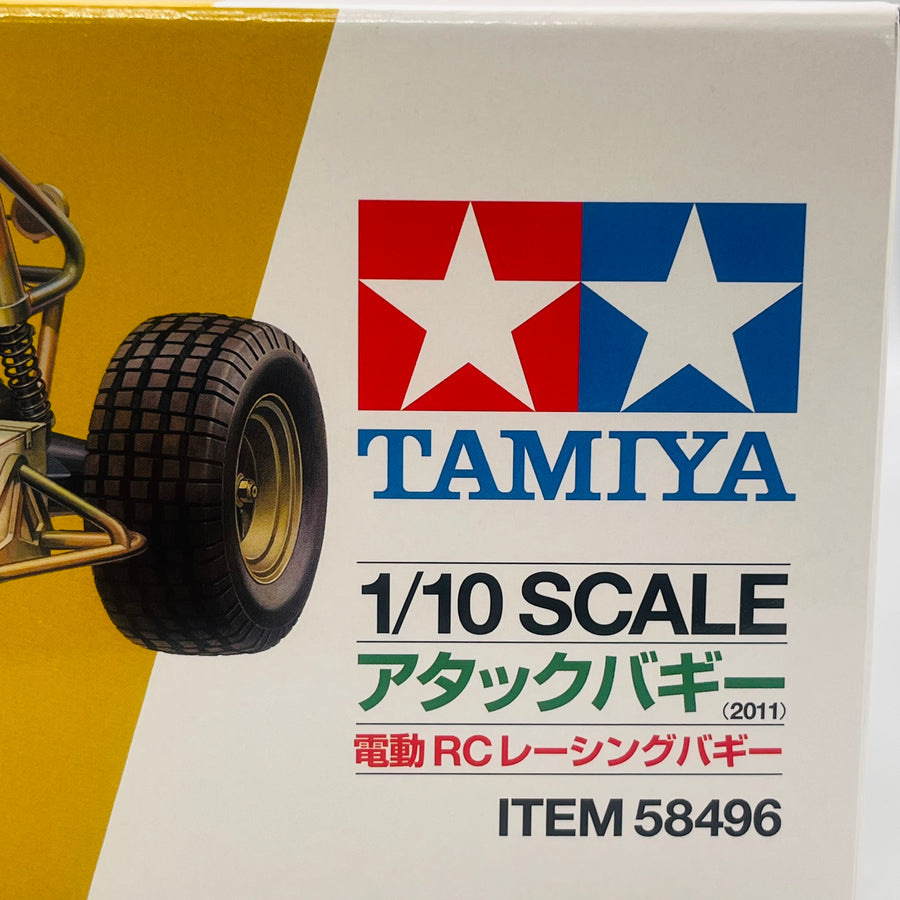 TAMIYA
1/10 SCALE
アタックバギー
（2011）
電動RCレーシングバギー
ITEM 58496